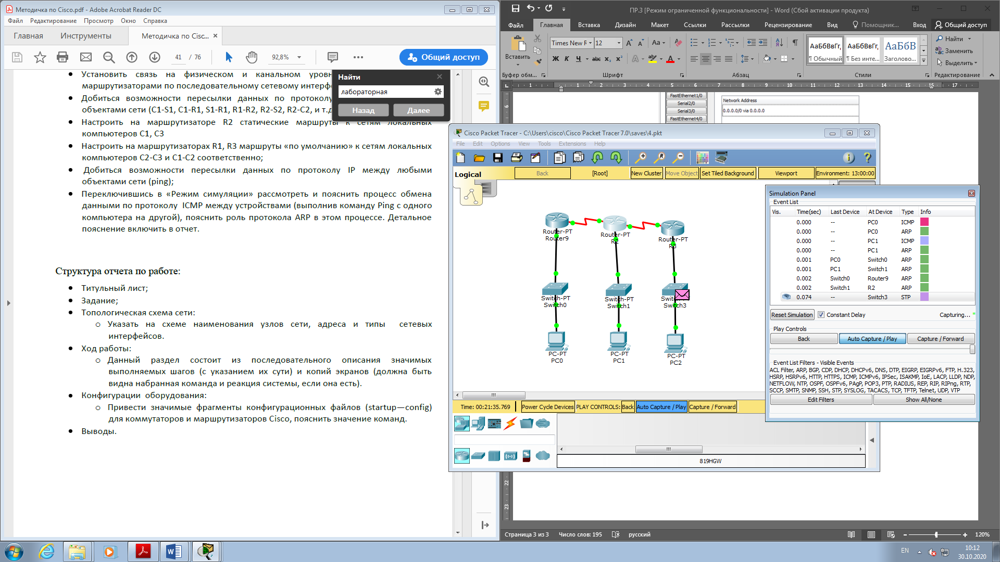 Методичка по Cisco.pdf - Adobe Acrobat Reader DC
Файл Редактирование Просмотр Окно Справка
Главная Инструменты Методичка по Cisc... ×
41 / 76 92,8% Общий доступ
Найти
лабораторная
Назад Далее
• Установить связь на физическом и канальном
маршрутизаторами по последовательному сетевому
• Добиться возможности пересылки данных по протоколу
объектами сети (C1-S1, C1-R1, S1-R1, R1-R2, R2-S2, R2-C2, и т.д
• Настроить на маршрутизаторе R2 статические маршруты к сетям локальных
компьютеров C1, C3
• Настроить на маршрутизаторах R1, R3 маршруты «по умолчанию» к сетям локальных
компьютеров C2-C3 и C1-C2 соответственно;
• Добиться возможности пересылки данных по протоколу IP между любыми
объектами сети (ping);
• Переключившись в «Режим симуляции» рассмотреть и пояснить процесс обмена
данными по протоколу ICMP между устройствами (выполнив команду Ping с одного
компьютера на другой), пояснить роль протокола ARP в этом процессе. Детальное
пояснение включить в отчет.
Структура отчета по работе:
• Титульный лист;
• Задание;
• Топологическая схема сети:
o Указать на схеме наименования узлов сети, адреса и типы сетевых
интерфейсов.
• Ход работы:
o Данный раздел состоит из последовательного описания значимых
выполняемых шагов (с указанием их сути) и копий экранов (должна быть
видна набранная команда и реакция системы, если она есть).
• Конфигурации оборудования:
o Привести значимые фрагменты конфигурационных файлов (startup—config)
для коммутаторов и маршрутизаторов Cisco, пояснить значение команд.
• Выводы.
ПР.3 [Режим ограниченной функциональности] - Word (Сбой активации продукта)
Файл Главная Вставка Дизайн Макет Ссылки Рассылки Рецензирование Вид Помощник... Вход Общий доступ
Вставить
Times New R 12
Ж К Ч abc x₂ x²
АаБбВвГг, АаБбВвГг, АаБбВ
¶ Обычный ¶ Без инте... Заголово...
Найти
Заменить
Выделить
Буфер обм... Шрифт Абзац Стили Редактирование
1 1 2 3 4 5 6 7 8 9 10 11 12 13 14 15 16 17
6
FastEthernet1/0
Serial2/0
Serial3/0
FastEthernet4/0
Network Address
0.0.0.0/0 via 0.0.0.0
Cisco Packet Tracer - C:\Users\cisco\Cisco Packet Tracer 7.0\saves\4.pkt
File Edit Options View Tools Extensions Help
Logical Back [Root] New Cluster Move Object Set Tiled Background Viewport Environment: 13:00:00
Router-PT
Router9
Router-PT
R2
Router-PT
R3
Switch-PT
Switch0
Switch-PT
Switch1
Switch3
PC-PT
PC0
PC-PT
PC1
PC-PT
PC2
Time: 00:21:35.769 Power Cycle Devices PLAY CONTROLS: Back Auto Capture / Play Capture / Forward
819HGW
Simulation Panel
Event List
Vis. Time(sec) Last Device At Device Type Info
0.000 -- PC0 ICMP
0.000 -- PC0 ARP
0.000 -- PC1 ICMP
0.000 -- PC1 ARP
0.001 PC0 Switch0 ARP
0.001 PC1 Switch1 ARP
0.002 Switch0 Router9 ARP
0.002 Switch1 R2 ARP
0.074 -- Switch3 STP
Reset Simulation Constant Delay Capturing... *
Play Controls
Back Auto Capture / Play Capture / Forward
Event List Filters - Visible Events
ACL Filter, ARP, BGP, CDP, DHCP, DHCPv6, DNS, DTP, EIGRP, EIGRPv6, FTP, H.323,
HSRP, HSRPv6, HTTP, HTTPS, ICMP, ICMPv6, IPSec, ISAKMP, IoE, LACP, LLDP, NDP,
NETFLOW, NTP, OSPF, OSPFv6, PAgP, POP3, PTP, RADIUS, REP, RIP, RIPng, RTP,
SCCP, SMTP, SNMP, SSH, STP, SYSLOG, TACACS, TCP, TFTP, Telnet, UDP, VTP
Edit Filters Show All/None
22
23
Страница 3 из 3 Число слов: 195 русский 120%
EN
10:12
30.10.2020